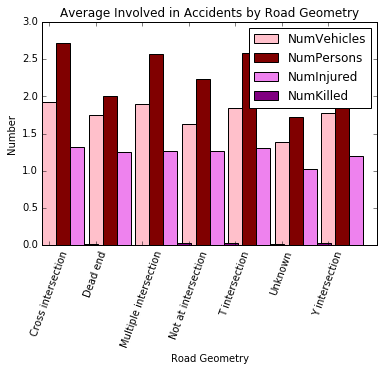 Average Involved in Accidents by Road Geometry
3.0
2.5
2.0
1.5
1.0
0.5
0.0
Number
NumVehicles
NumPersons
NumInjured
NumKilled
Cross intersection
Dead end
Multiple intersection
Not at intersection
T intersection
Unknown
Y intersection
Road Geometry